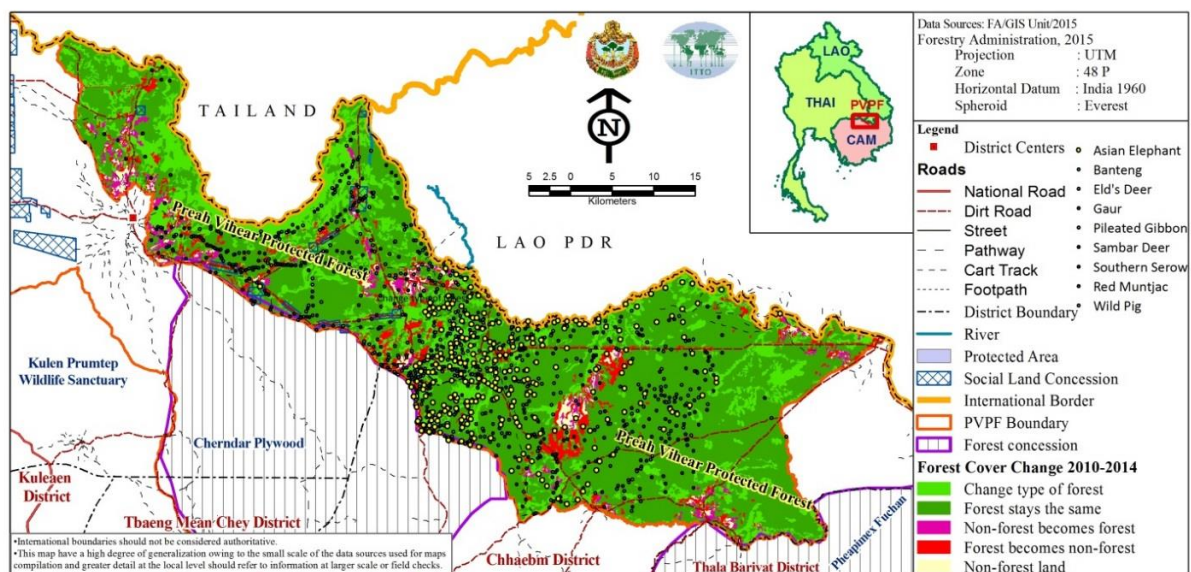 Data Sources: FA/GIS Unit/2015
Forestry Administration, 2015
Projection : UTM
Zone : 48 P
Horizontal Datum : India 1960
Spheroid : Everest
Legend
District Centers
Roads
National Road
Dirt Road
Street
Pathway
Cart Track
Footpath
District Boundary
River
Protected Area
Social Land Concession
International Border
PVPF Boundary
Forest concession
Asian Elephant
Banteng
Eld's Deer
Gaur
Pileated Gibbon
Sambar Deer
Southern Serow
Red Muntjac
Wild Pig
Forest Cover Change 2010-2014
Change type of forest
Forest stays the same
Non-forest becomes forest
Forest becomes non-forest
Non-forest land
TAILAND
ITTO
N
5 2.5 0 5 10 15
Kilometers
LAO
THAI
PVPF
CAM
LAO PDR
Preah Vihear Protected Forest
Preah Vihear Protected Forest
Kulen Prumtep
Wildlife Sanctuary
Cherndar Plywood
Kuleaen
District
Tbaeng Mean Chey District
Chhaebm District
Thala Barivat District
Pheapimex Fuchan
•International boundaries should not be considered authoritative.
•This map have a high degree of generalization owing to the small scale of the data sources used for maps
compilation and greater detail at the local level should refer to information at larger scale or field checks.